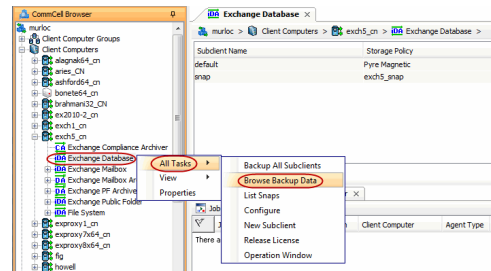 CommCell Browser
murloc
Client Computer Groups
Client Computers
alagnak64_cn
aries_CN
ashford64_cn
bonete64_cn
brahmani32_CN
ex2010-2_cn
exch1_cn
exch5_cn
Exchange Compliance Archiver
Exchange Database
Exchange Mailbox
Exchange Mailbox Ar
Exchange PF Archive
Exchange Public Folder
File System
exproxy1_cn
exproxy7x64_cn
exproxy8x64_cn
fig
howell
All Tasks
View
Properties
Backup All Subclients
Browse Backup Data
List Snaps
Configure
New Subclient
Release License
Operation Window
Exchange Database
murloc > Client Computers > exch5_cn > Exchange Database >
Subclient Name Storage Policy
default Pyre Magnetic
snap exch5_snap
Job
Client Computer Agent Type
There a